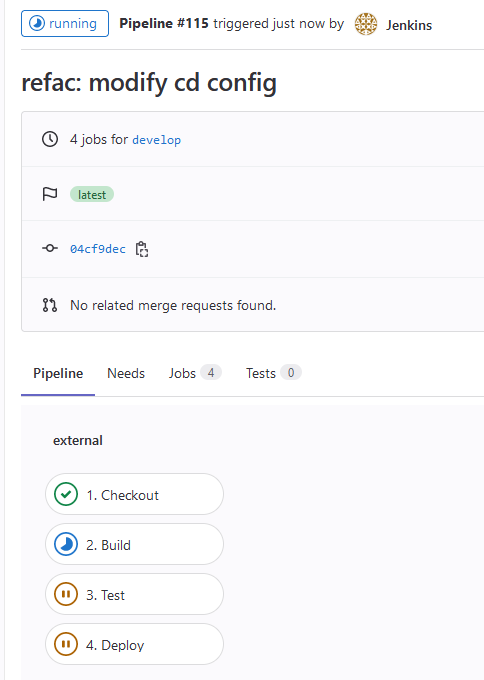 running Pipeline #115 triggered just now by Jenkins
refac: modify cd config
4 jobs for develop
latest
04cf9dec
No related merge requests found.
Pipeline Needs Jobs 4 Tests 0
external
1. Checkout
2. Build
3. Test
4. Deploy